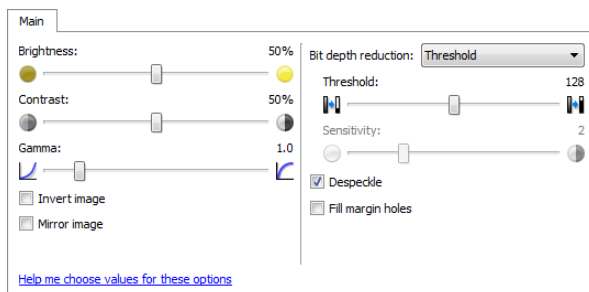 Main
Brightness: 50%
Contrast: 50%
Gamma: 1.0
Invert image
Mirror image
Help me choose values for these options
Bit depth reduction: Threshold
Threshold: 128
Sensitivity: 2
Despeckle
Fill margin holes